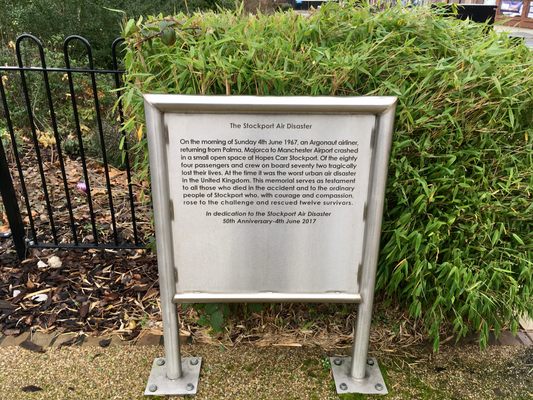 The Stockport Air Disaster
On the morning of Sunday 4th June 1967, an Argonaut airliner,
returning from Palma, Majorca to Manchester Airport crashed
in a small open space at Hopes Carr, Stockport. Of the eighty
four passengers and crew on board seventy two tragically
lost their lives. At the time it was the worst urban air disaster
in the United Kingdom. This memorial serves as testament
to all those who died in the accident and to the ordinary
people of Stockport who, with courage and compassion,
rose to the challenge and rescued twelve survivors.
In dedication to the Stockport Air Disaster
50th Anniversary-4th June 2017